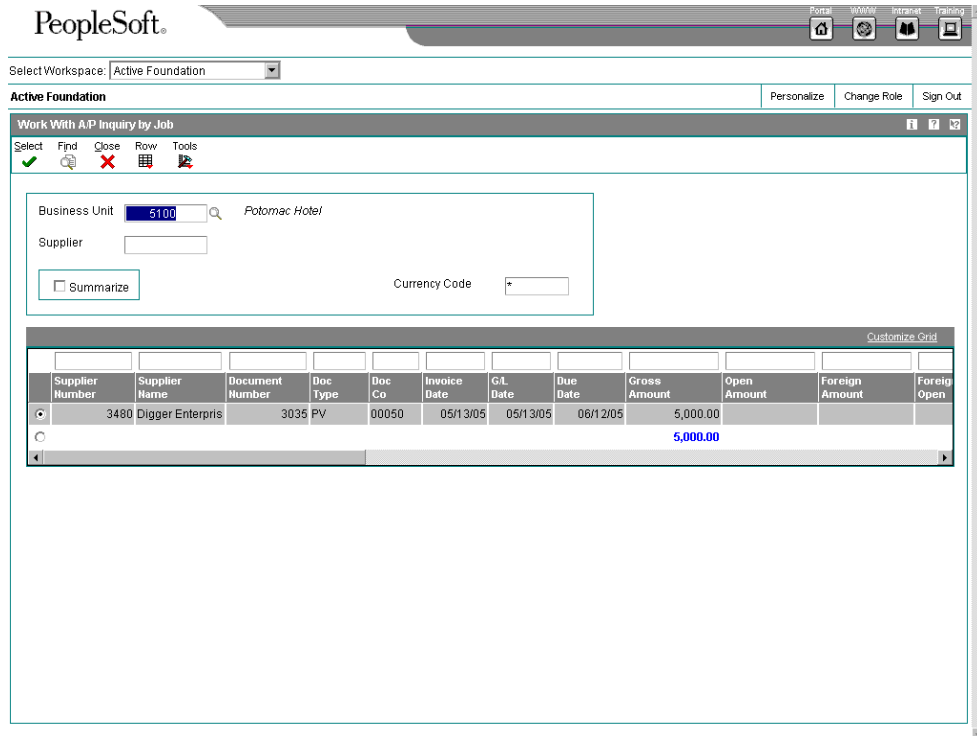 PeopleSoft.
Portal WWW Intranet Training
Select Workspace: Active Foundation
Active Foundation
Personalize Change Role Sign Out
Work With A/P Inquiry by Job
Select Find Close Row Tools
Business Unit 5100 Potomac Hotel
Supplier
Summarize
Currency Code *
Customize Grid
Supplier Number
Supplier Name
Document Number
Doc Type
Doc Co
Invoice Date
G/L Date
Due Date
Gross Amount
Open Amount
Foreign Amount
Foreig Open
3480 Digger Enterpris 3035 PV 00050 05/13/05 05/13/05 06/12/05 5,000.00
5,000.00